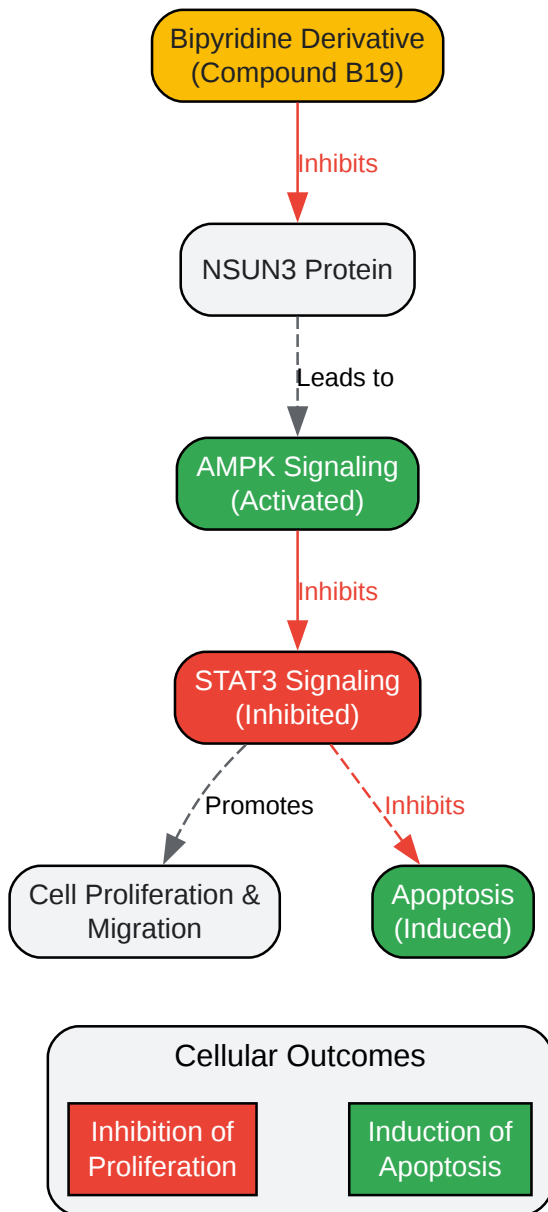 Bipyridine Derivative
(Compound B19)
Inhibits
NSUN3 Protein
Leads to
AMPK Signaling
(Activated)
Inhibits
STAT3 Signaling
(Inhibited)
Promotes
Inhibits
Cell Proliferation &
Migration
Apoptosis
(Induced)
Cellular Outcomes
Inhibition of
Proliferation
Induction of
Apoptosis